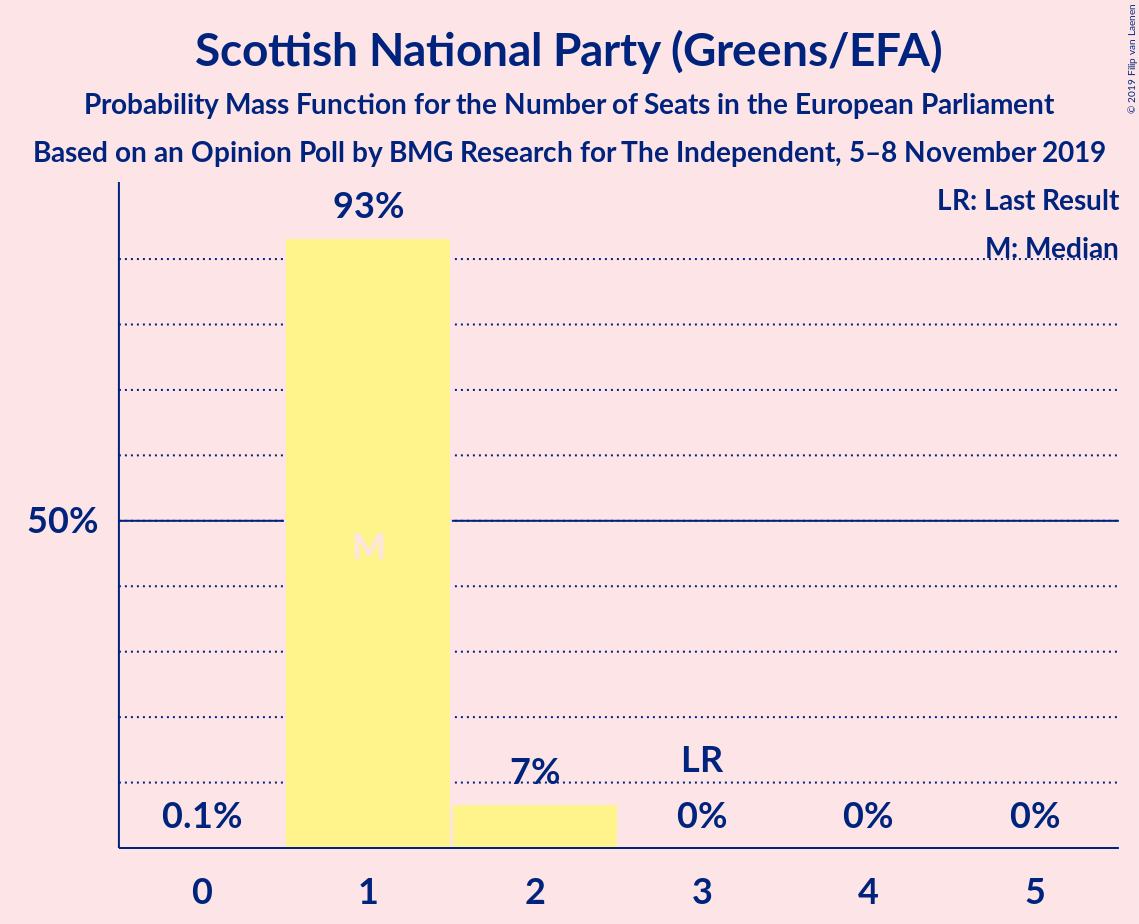 Scottish National Party (Greens/EFA)
Probability Mass Function for the Number of Seats in the European Parliament
Based on an Opinion Poll by BMG Research for The Independent, 5–8 November 2019
© 2019 Filip van Laenen
LR: Last Result
M: Median
93%
50%
M
7%
LR
0.1%
0%
0%
0%
0
1
2
3
4
5